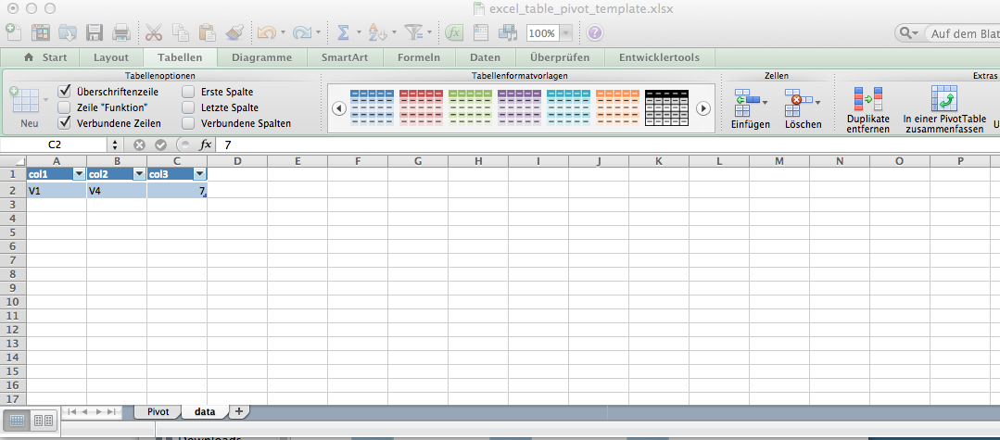 excel_table_pivot_template.xlsx
100%
Auf dem Blat
Start Layout Tabellen Diagramme SmartArt Formeln Daten Überprüfen Entwicklertools
Tabellenoptionen Tabellenformatvorlagen Zellen Extras
Überschriftenzeile Erste Spalte
Zeile "Funktion" Letzte Spalte
Verbundene Zeilen Verbundene Spalten
Neu
Einfügen Löschen
Duplikate entfernen
In einer PivotTable zusammenfassen
C2 fx 7
A B C D E F G H I J K L M N O P
1 col1 col2 col3
2 V1 V4 7
3
4
5
6
7
8
9
10
11
12
13
14
15
16
17
Pivot data